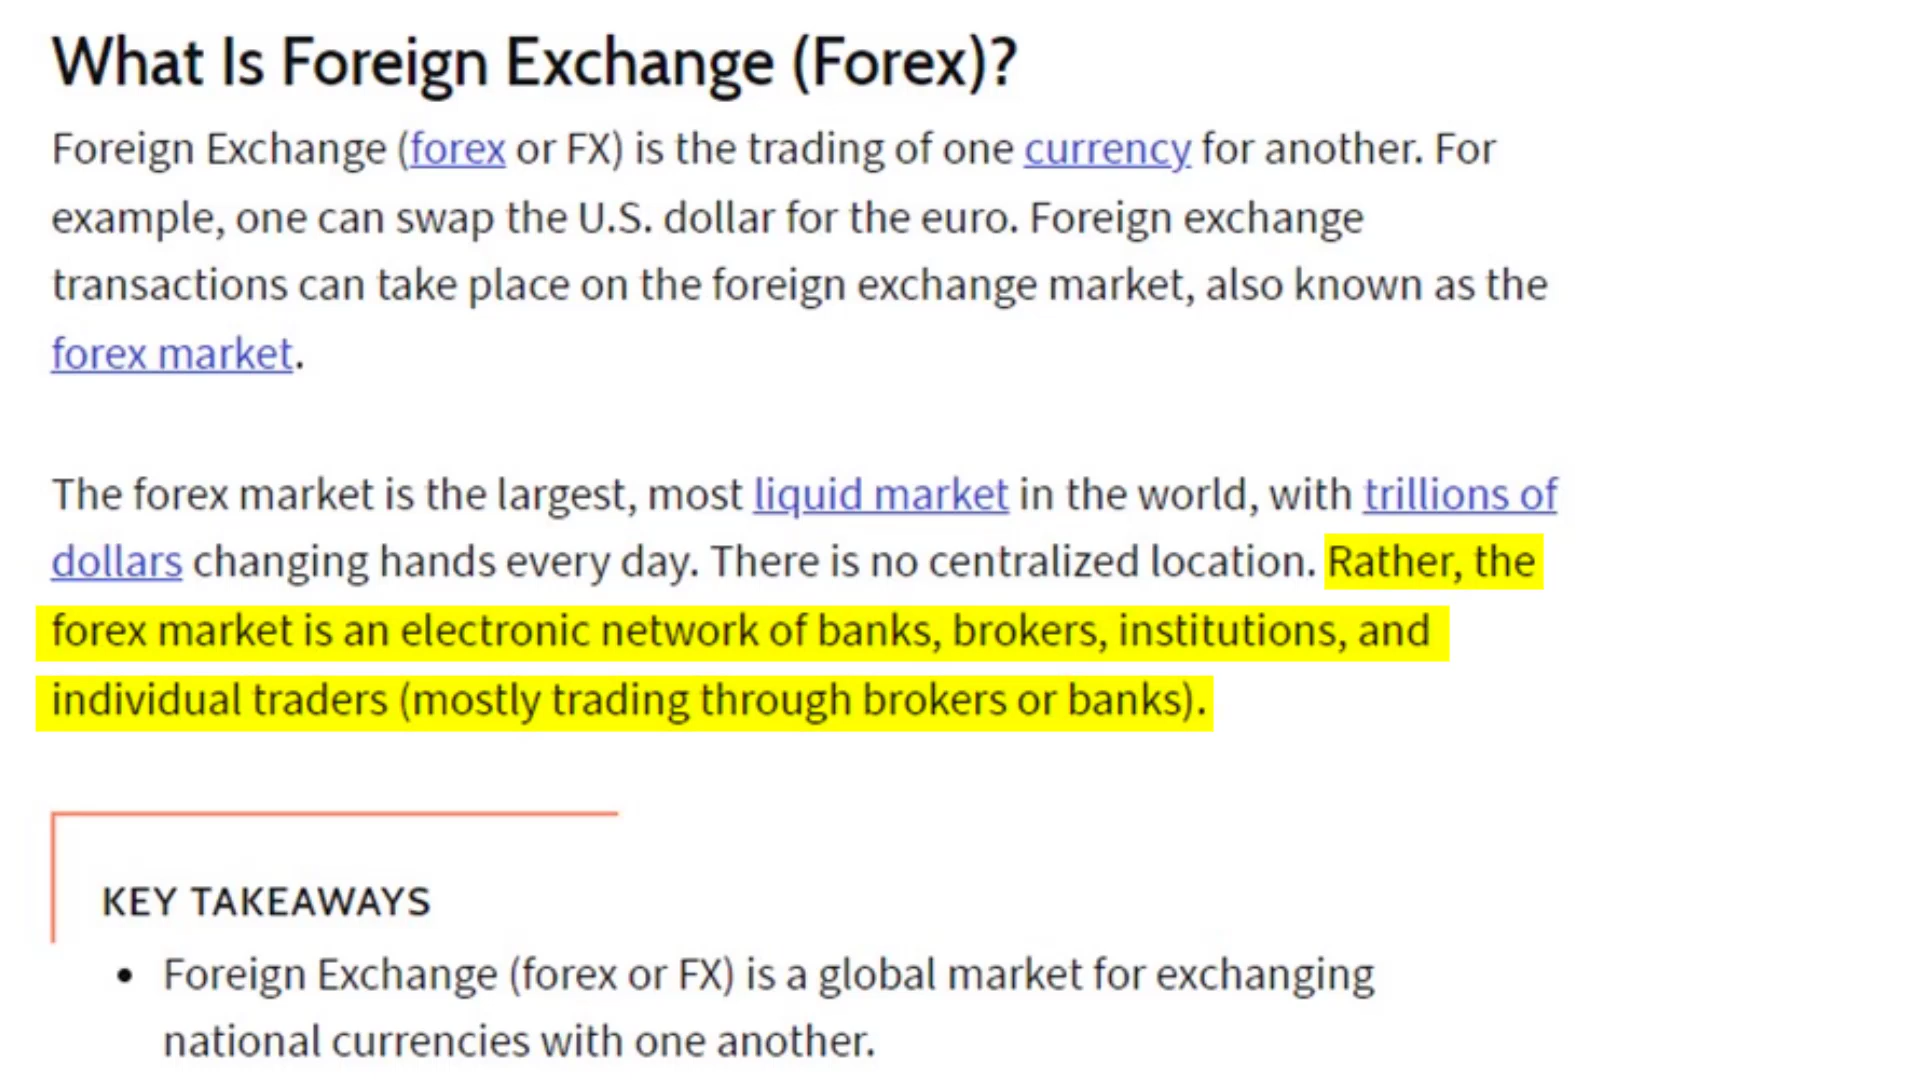 What Is Foreign Exchange (Forex)?
Foreign Exchange (forex or FX) is the trading of one currency for another. For
example, one can swap the U.S. dollar for the euro. Foreign exchange
transactions can take place on the foreign exchange market, also known as the
forex market.
The forex market is the largest, most liquid market in the world, with trillions of
dollars changing hands every day. There is no centralized location. Rather, the
forex market is an electronic network of banks, brokers, institutions, and
individual traders (mostly trading through brokers or banks).
KEY TAKEAWAYS
• Foreign Exchange (forex or FX) is a global market for exchanging
national currencies with one another.